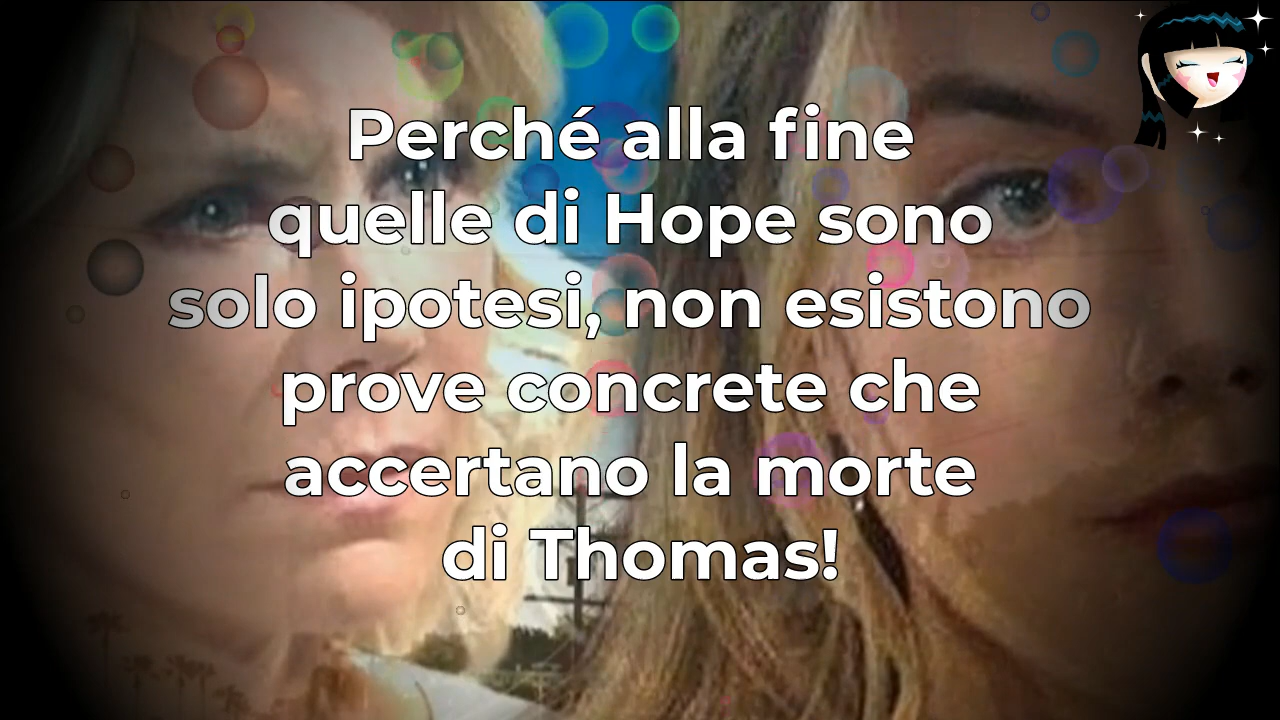 Perché alla fine
quelle di Hope sono
solo ipotesi, non esistono
prove concrete che
accertano la morte
di Thomas!